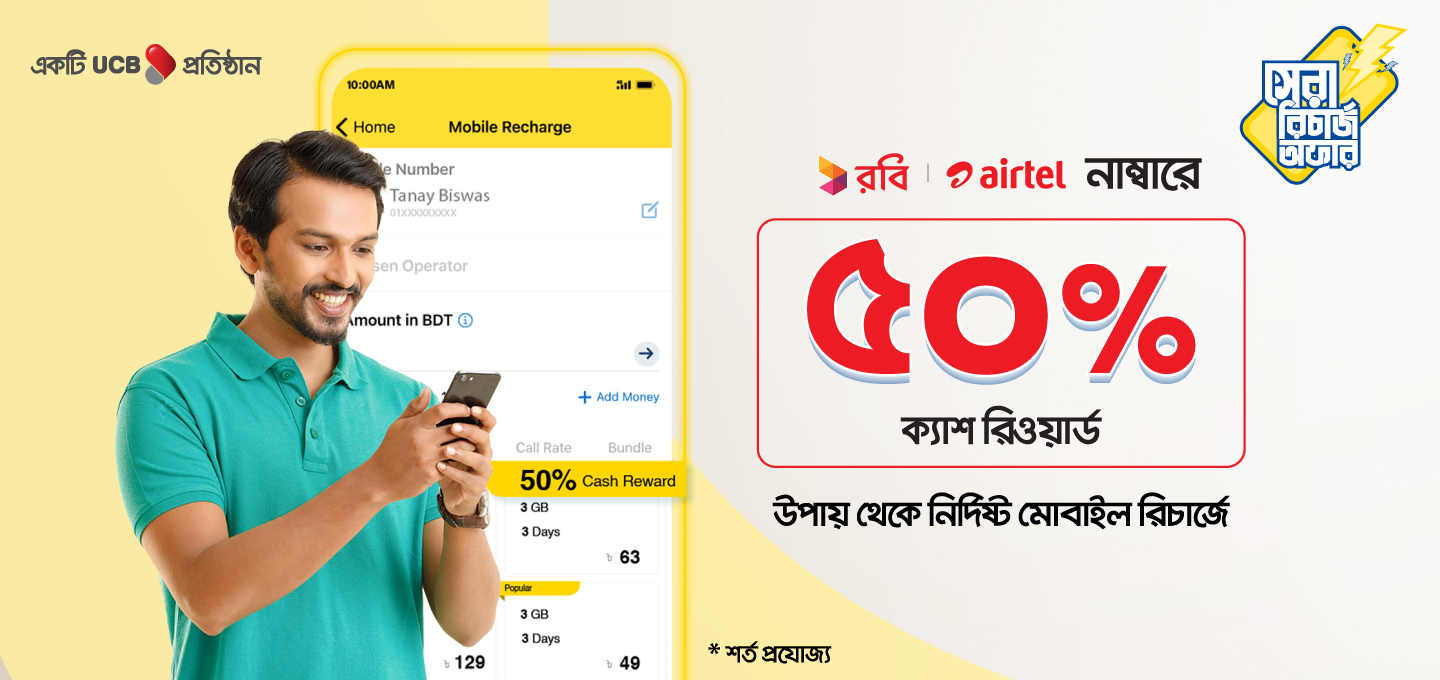 একটি UCB প্রতিষ্ঠান
সেরা
রিচার্জ
অফার
10:00AM
Home
Mobile Recharge
Number
Tanay Biswas
01XXXXXXXXX
Operator
Amount in BDT
+ Add Money
Call Rate
Bundle
50% Cash Reward
3 GB
3 Days
৳ 63
Popular
3 GB
3 Days
৳ 129
৳ 49
রবি | airtel নাম্বারে
৫০%
ক্যাশ রিওয়ার্ড
উপায় থেকে নির্দিষ্ট মোবাইল রিচার্জে
* শর্ত প্রযোজ্য